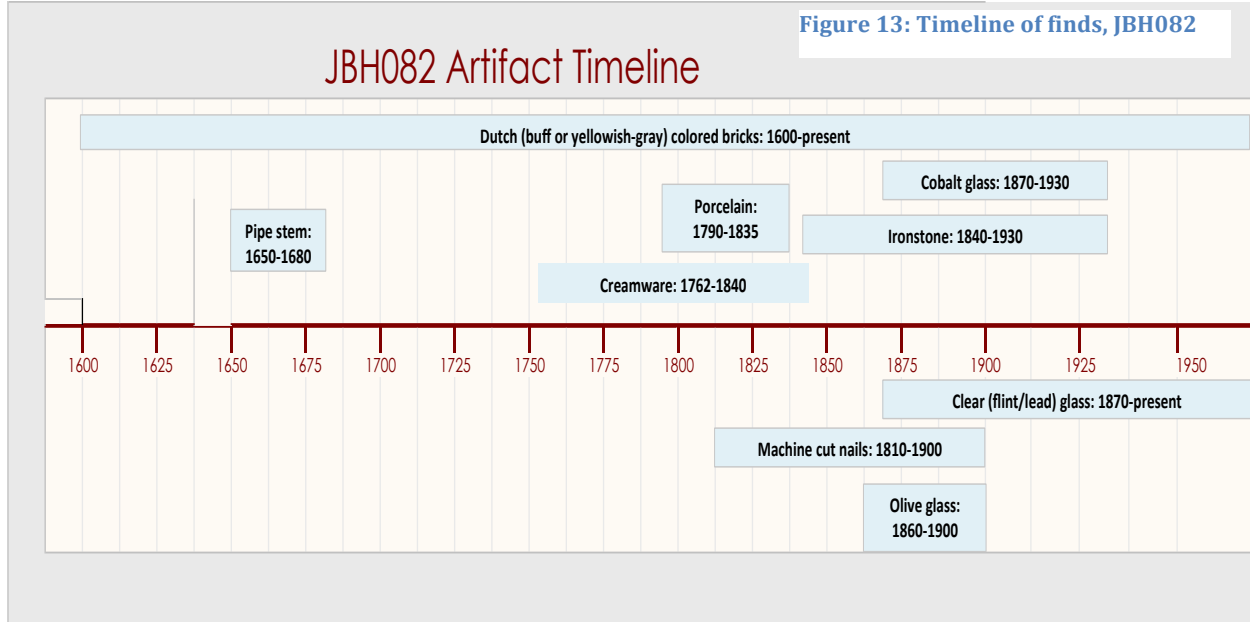 Figure 13: Timeline of finds, JBH082
JBH082 Artifact Timeline
Dutch (buff or yellowish-gray) colored bricks: 1600-present
Cobalt glass: 1870-1930
Porcelain:
1790-1835
Pipe stem:
1650-1680
Ironstone: 1840-1930
Creamware: 1762-1840
1600 1625 1650 1675 1700 1725 1750 1775 1800 1825 1850 1875 1900 1925 1950
Clear (flint/lead) glass: 1870-present
Machine cut nails: 1810-1900
Olive glass:
1860-1900